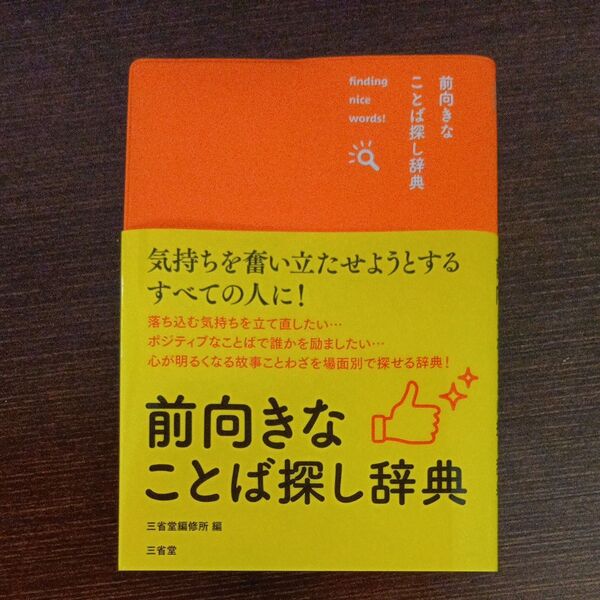 前向きな
ことば探し辞典
finding
nice
words!
気持ちを奮い立たせようとする
すべての人に！
落ち込む気持ちを立て直したい…
ポジティブなことばで誰かを励ましたい…
心が明るくなる故事ことわざを場面別で探せる辞典！
前向きな
ことば探し辞典
三省堂編修所 編
三省堂